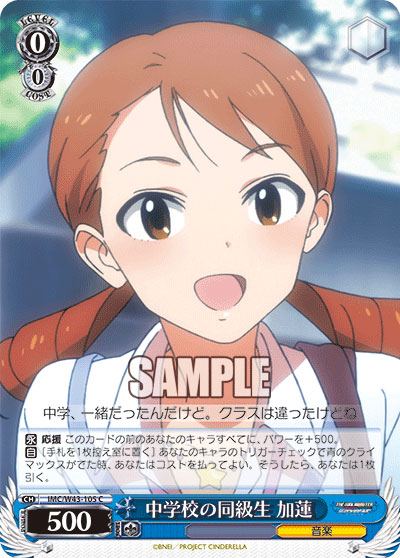 LEVEL
0
0
COST
SAMPLE
中学、一緒だったんだけど。クラスは違ったけどね
永 応援 このカードの前のあなたのキャラすべてに、パワーを+500。
自 [手札を1枚控え室に置く] あなたのキャラのトリガーチェックで青のクライ
マックスがでた時、あなたはコストを払ってよい。そうしたら、あなたは1枚
引く。
CH IMC/W43-105 C
500
中学校の同級生 加蓮
THE IDOLM@STER
音楽
©NEI/PROJECT CINDERELLA